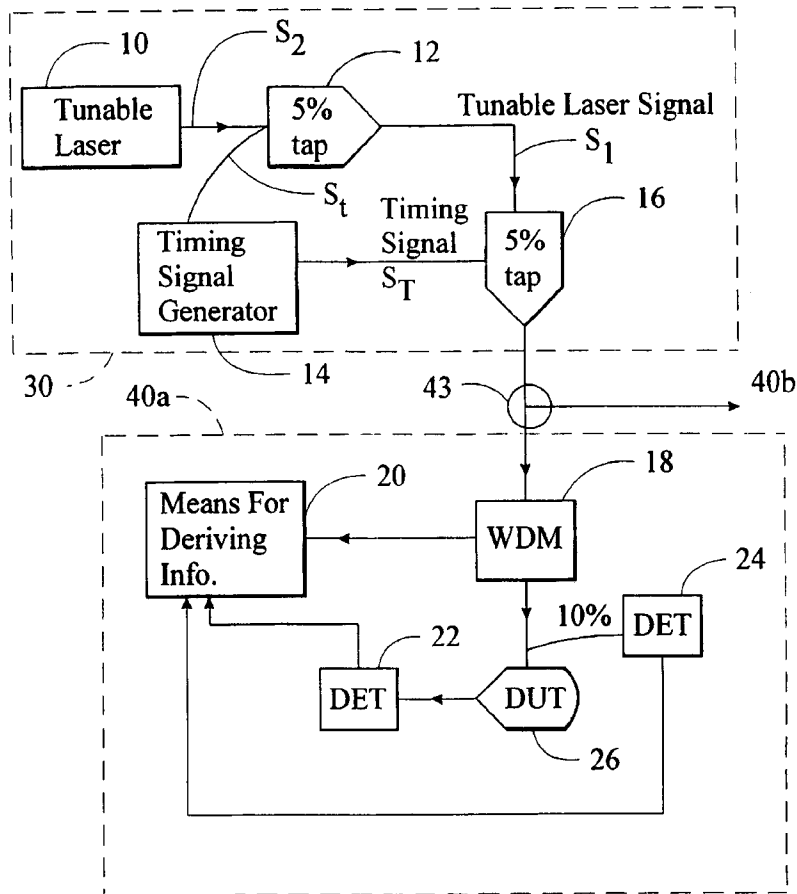 10
S2
12
Tunable
Laser
5%
tap
Tunable Laser Signal
S1
St
16
Timing
Signal
Generator
Timing
Signal
ST
5%
tap
30
14
40a
43
40b
20
18
Means For
Deriving
Info.
WDM
24
10%
DET
22
DET
DUT
26